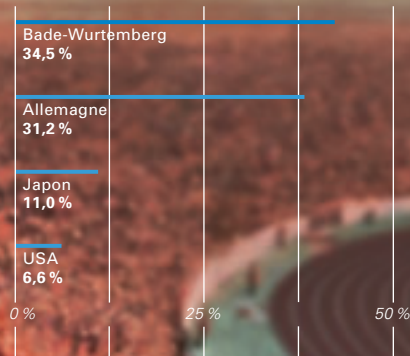 Bade-Wurtemberg
34,5 %
Allemagne
31,2 %
Japon
11,0 %
USA
6,6 %
0 %
25 %
50 %